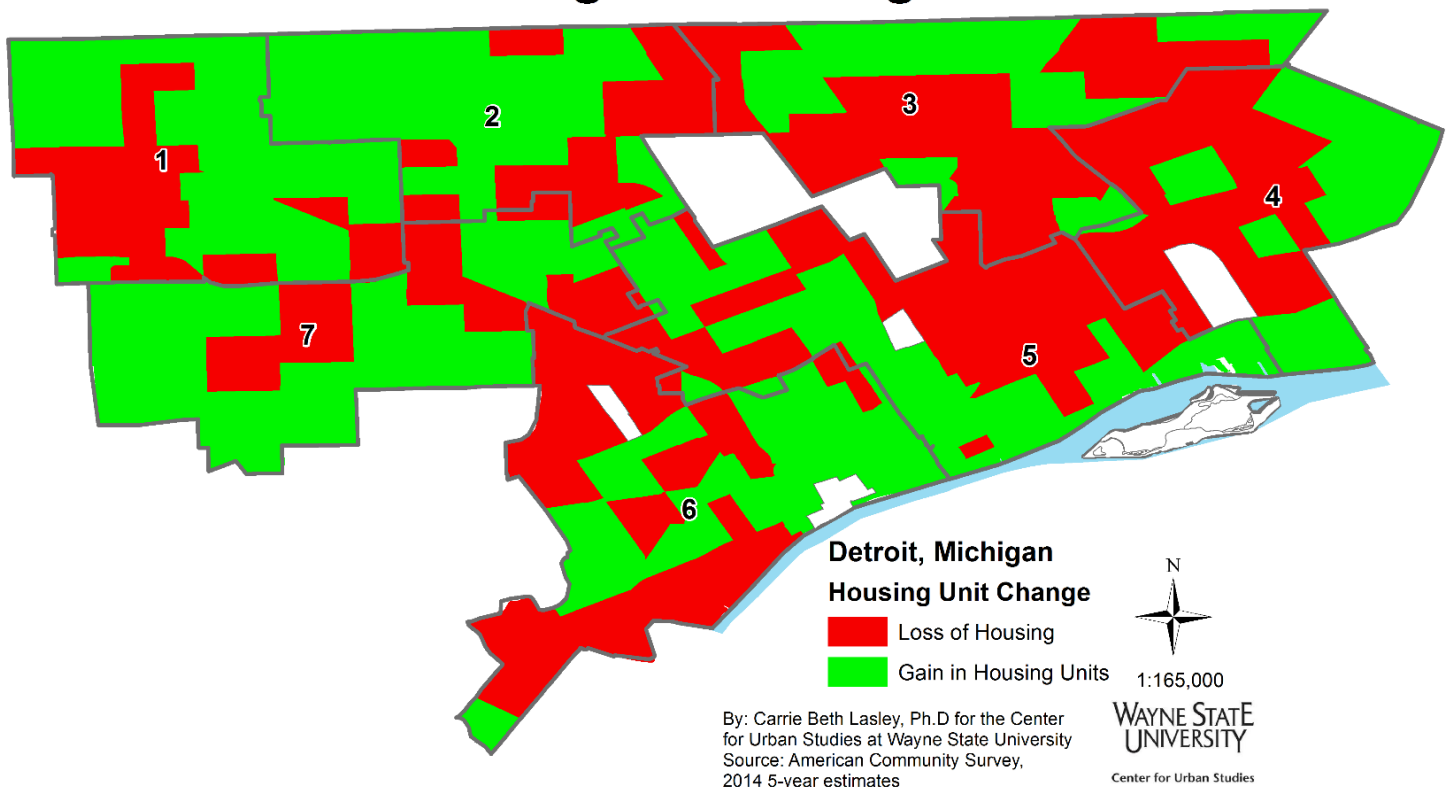 1
2
3
4
5
6
7
Detroit, Michigan
Housing Unit Change
Loss of Housing
Gain in Housing Units
N
1:165,000
By: Carrie Beth Lasley, Ph.D for the Center
for Urban Studies at Wayne State University
Source: American Community Survey,
2014 5-year estimates
WAYNE STATE
UNIVERSITY
Center for Urban Studies